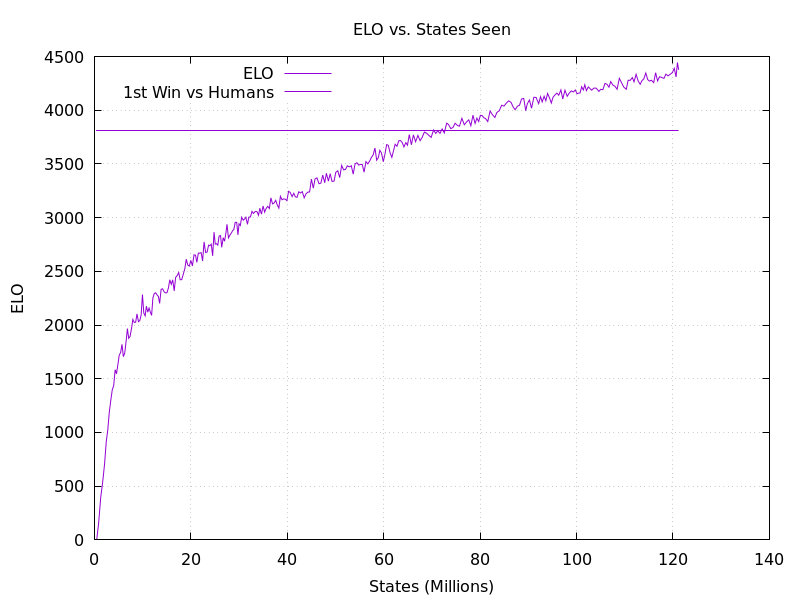 ELO vs. States Seen
4500
4000
3500
3000
2500
2000
1500
1000
500
0
ELO
1st Win vs Humans
ELO
0 20 40 60 80 100 120 140
States (Millions)